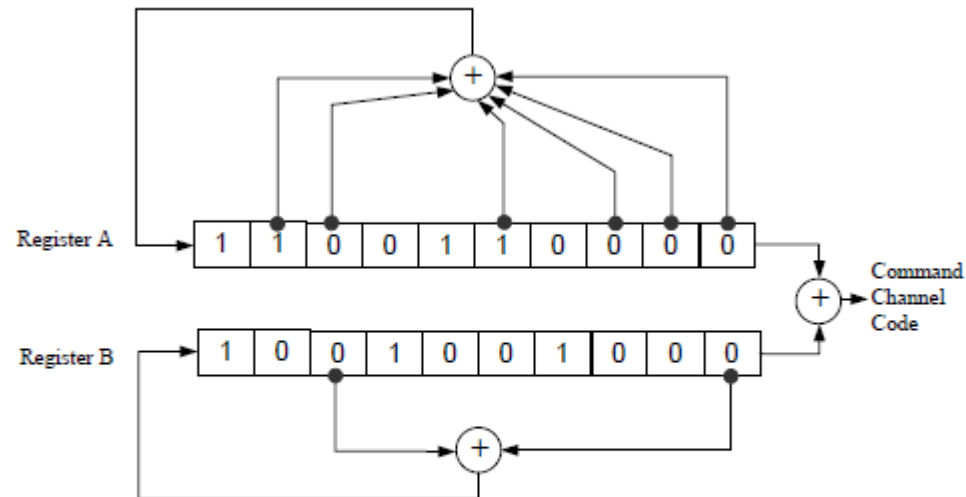 +
Register A
1 1 0 0 1 1 0 0 0 0
+
Command
Channel
Code
Register B
1 0 0 1 0 0 1 0 0 0
+